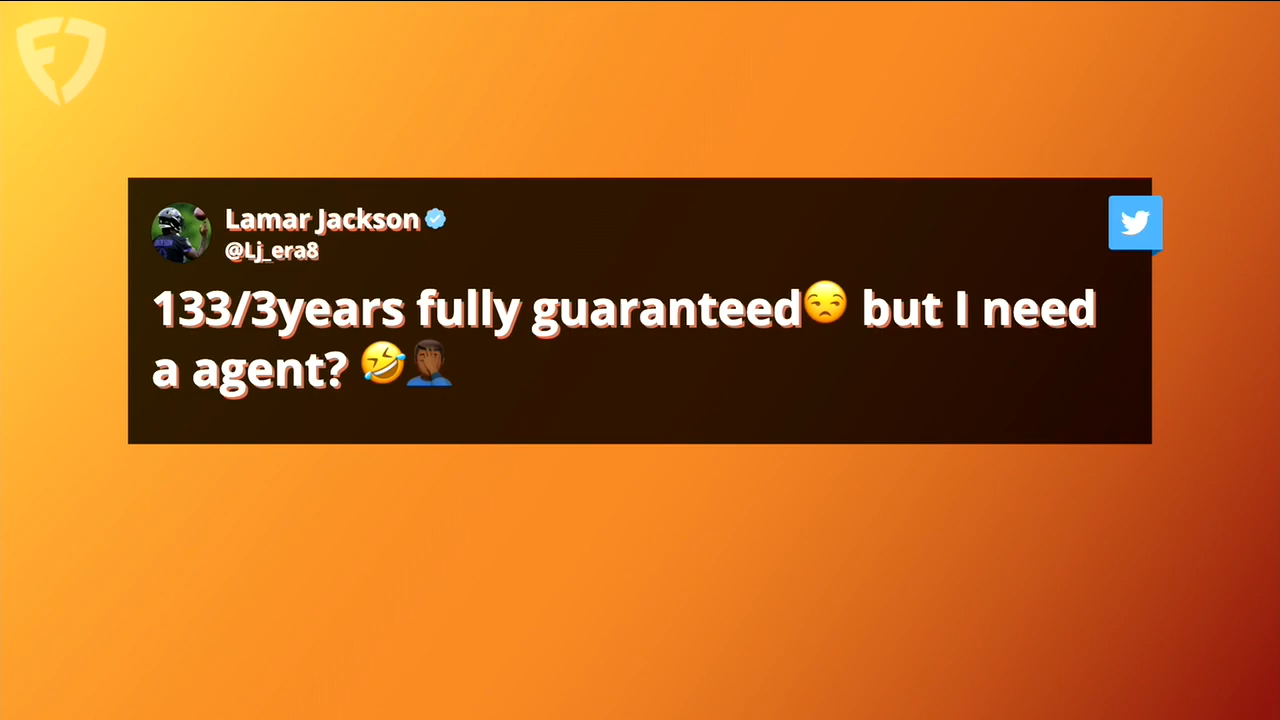 Lamar Jackson
@Lj_era8
133/3years fully guaranteed😒 but I need
a agent? 🤣🤦🏾‍♂️